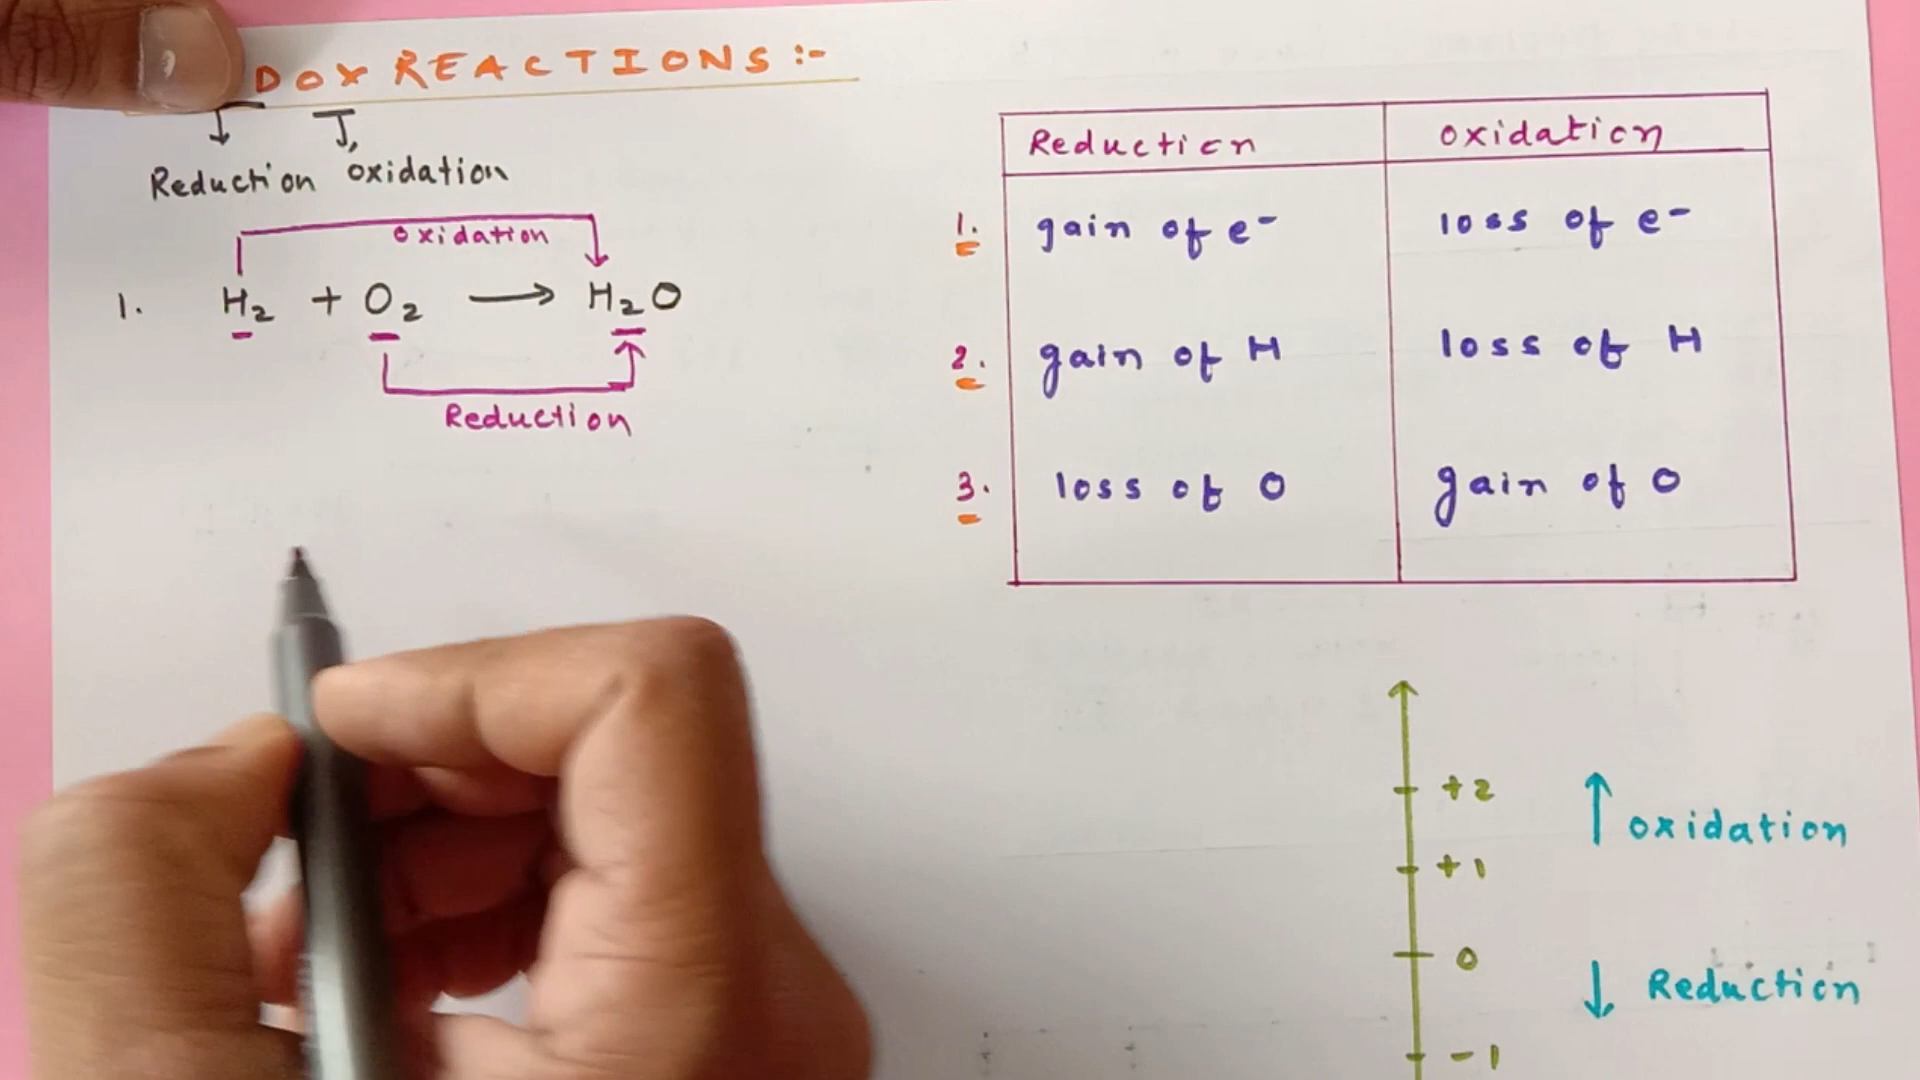 DOX REACTIONS :-
Reduction oxidation
oxidation
1. H₂ + O₂ → H₂O
Reduction
Reduction oxidation
1. gain of e⁻ loss of e⁻
2. gain of H loss of H
3. loss of O gain of O
+2
↑ oxidation
+1
0
↓ Reduction
-1